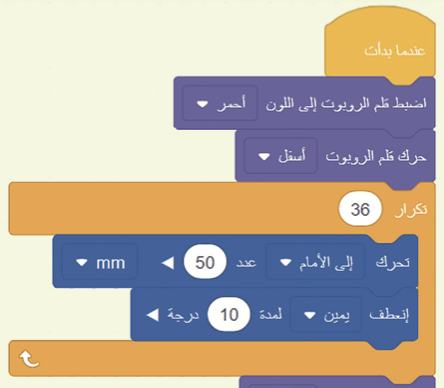 عندما بدأت
اضبط قلم الروبوت إلى اللون أحمر
حرك قلم الروبوت أسفل
تكرار 36
تحرك إلى الأمام عدد 50 mm
إنعطف يمين لمدة 10 درجة